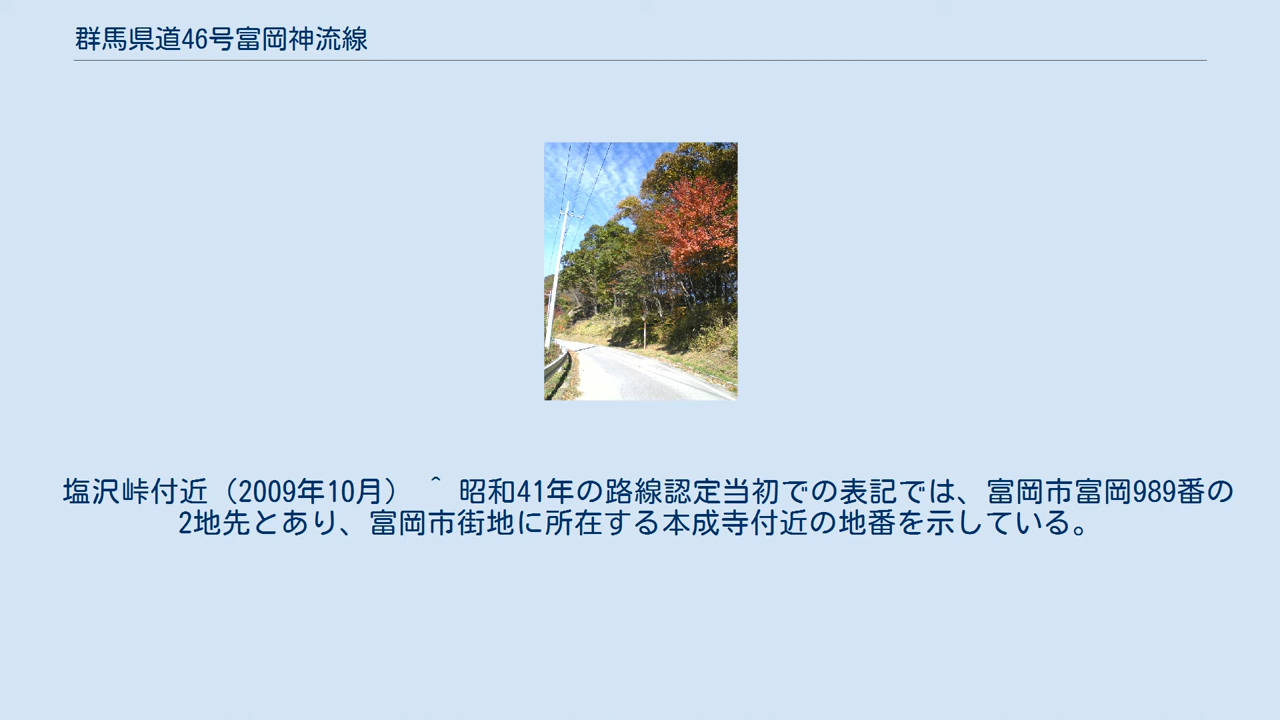 群馬県道46号富岡神流線
塩沢峠付近（2009年10月） ^ 昭和41年の路線認定当初での表記では、富岡市富岡989番の
2地先とあり、富岡市街地に所在する本成寺付近の地番を示している。